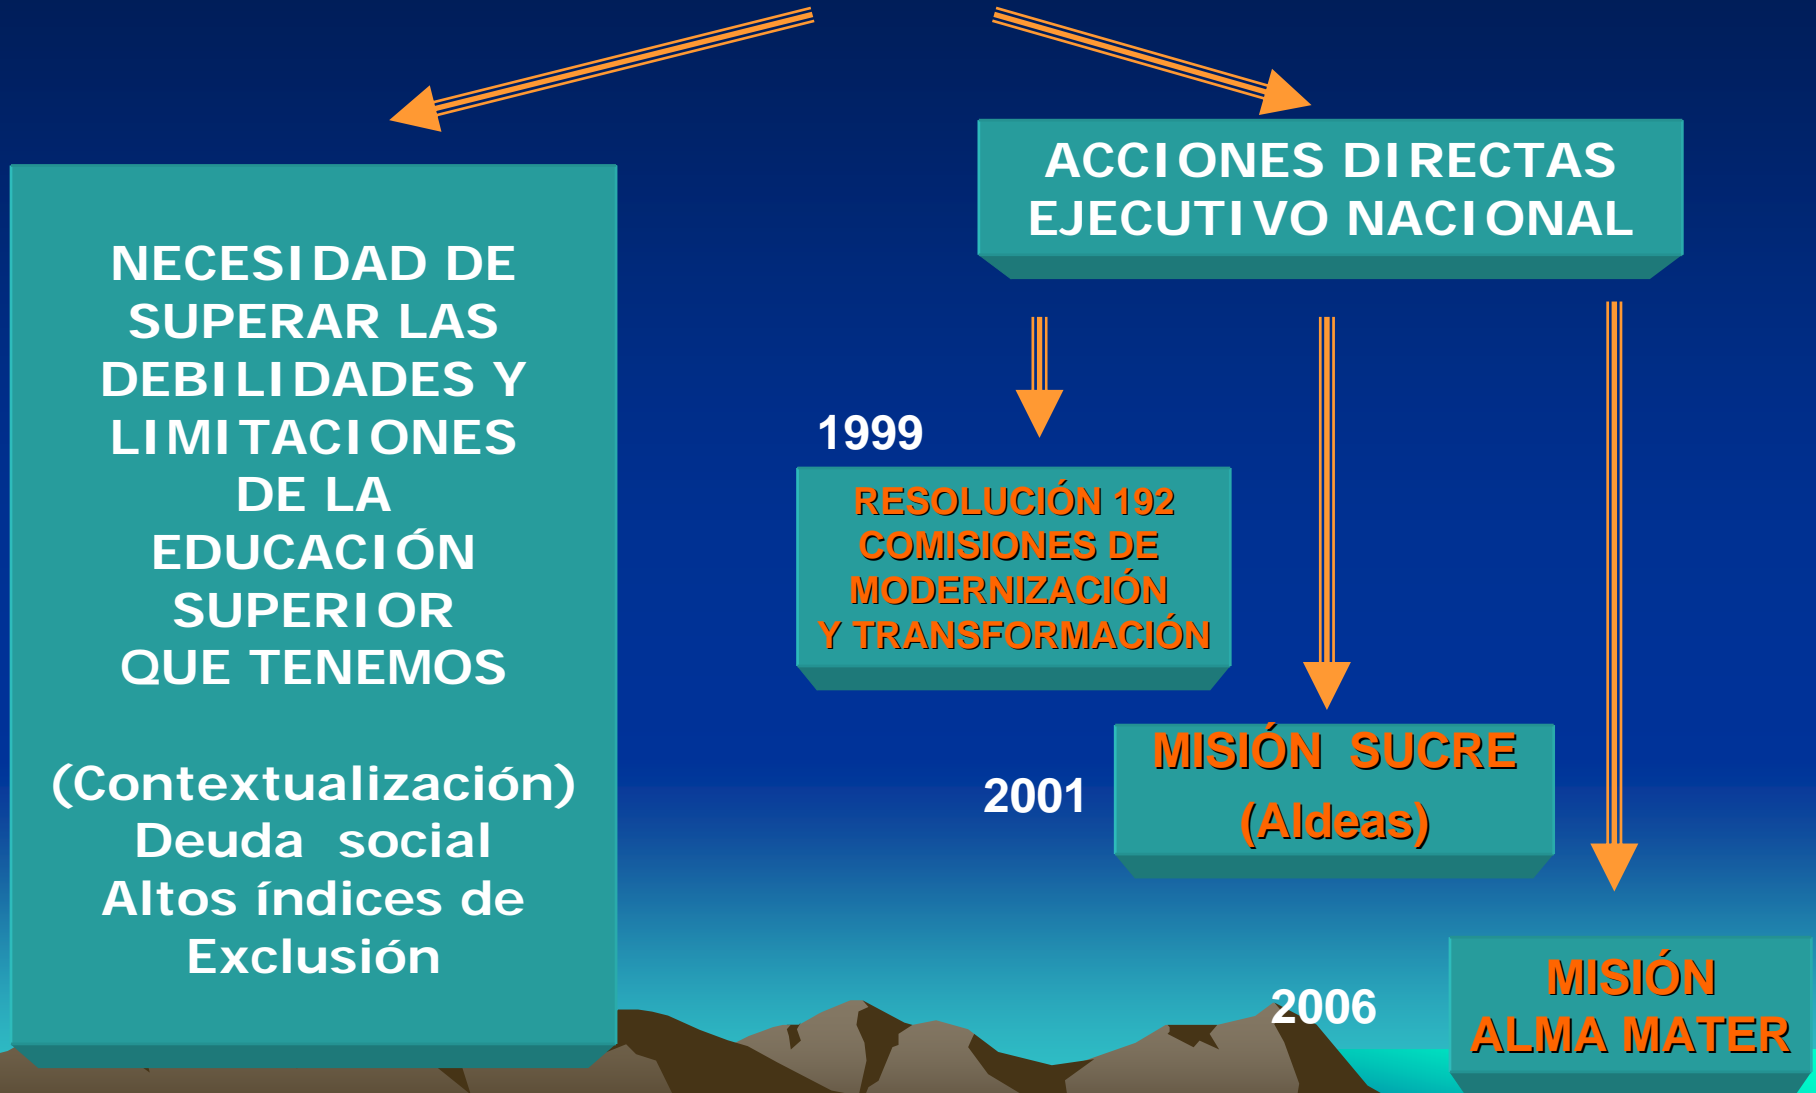 NECESIDAD DE
SUPERAR LAS
DEBILIDADES Y
LIMITACIONES
DE LA
EDUCACIÓN
SUPERIOR
QUE TENEMOS
(Contextualización)
Deuda social
Altos índices de
Exclusión
ACCIONES DIRECTAS
EJECUTIVO NACIONAL
1999
RESOLUCIÓN 192
COMISIONES DE
MODERNIZACIÓN
Y TRANSFORMACIÓN
2001
MISIÓN SUCRE
(Aldeas)
2006
MISIÓN
ALMA MATER